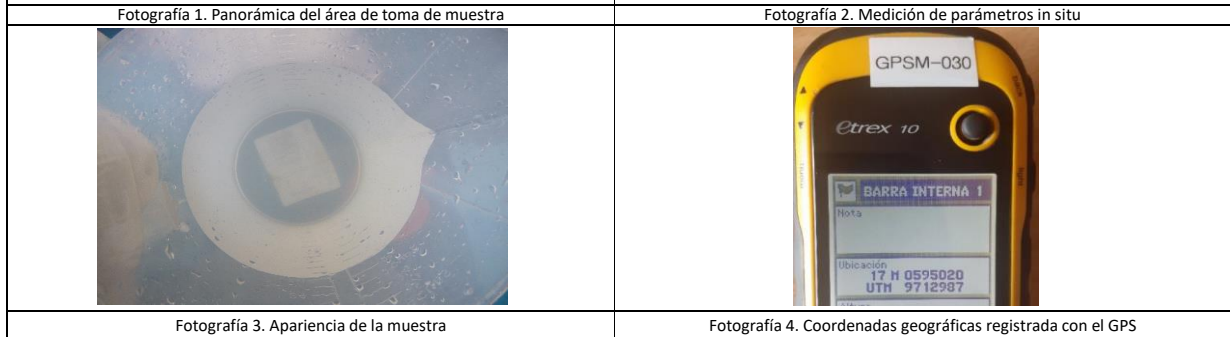 Fotografía 1. Panorámica del área de toma de muestra
Fotografía 2. Medición de parámetros in situ
GPSM-030
etrex 10
BARRA INTERNA 1
Nota
Ubicación
17 M 0595020
UTM 9712987
Fotografía 3. Apariencia de la muestra
Fotografía 4. Coordenadas geográficas registrada con el GPS